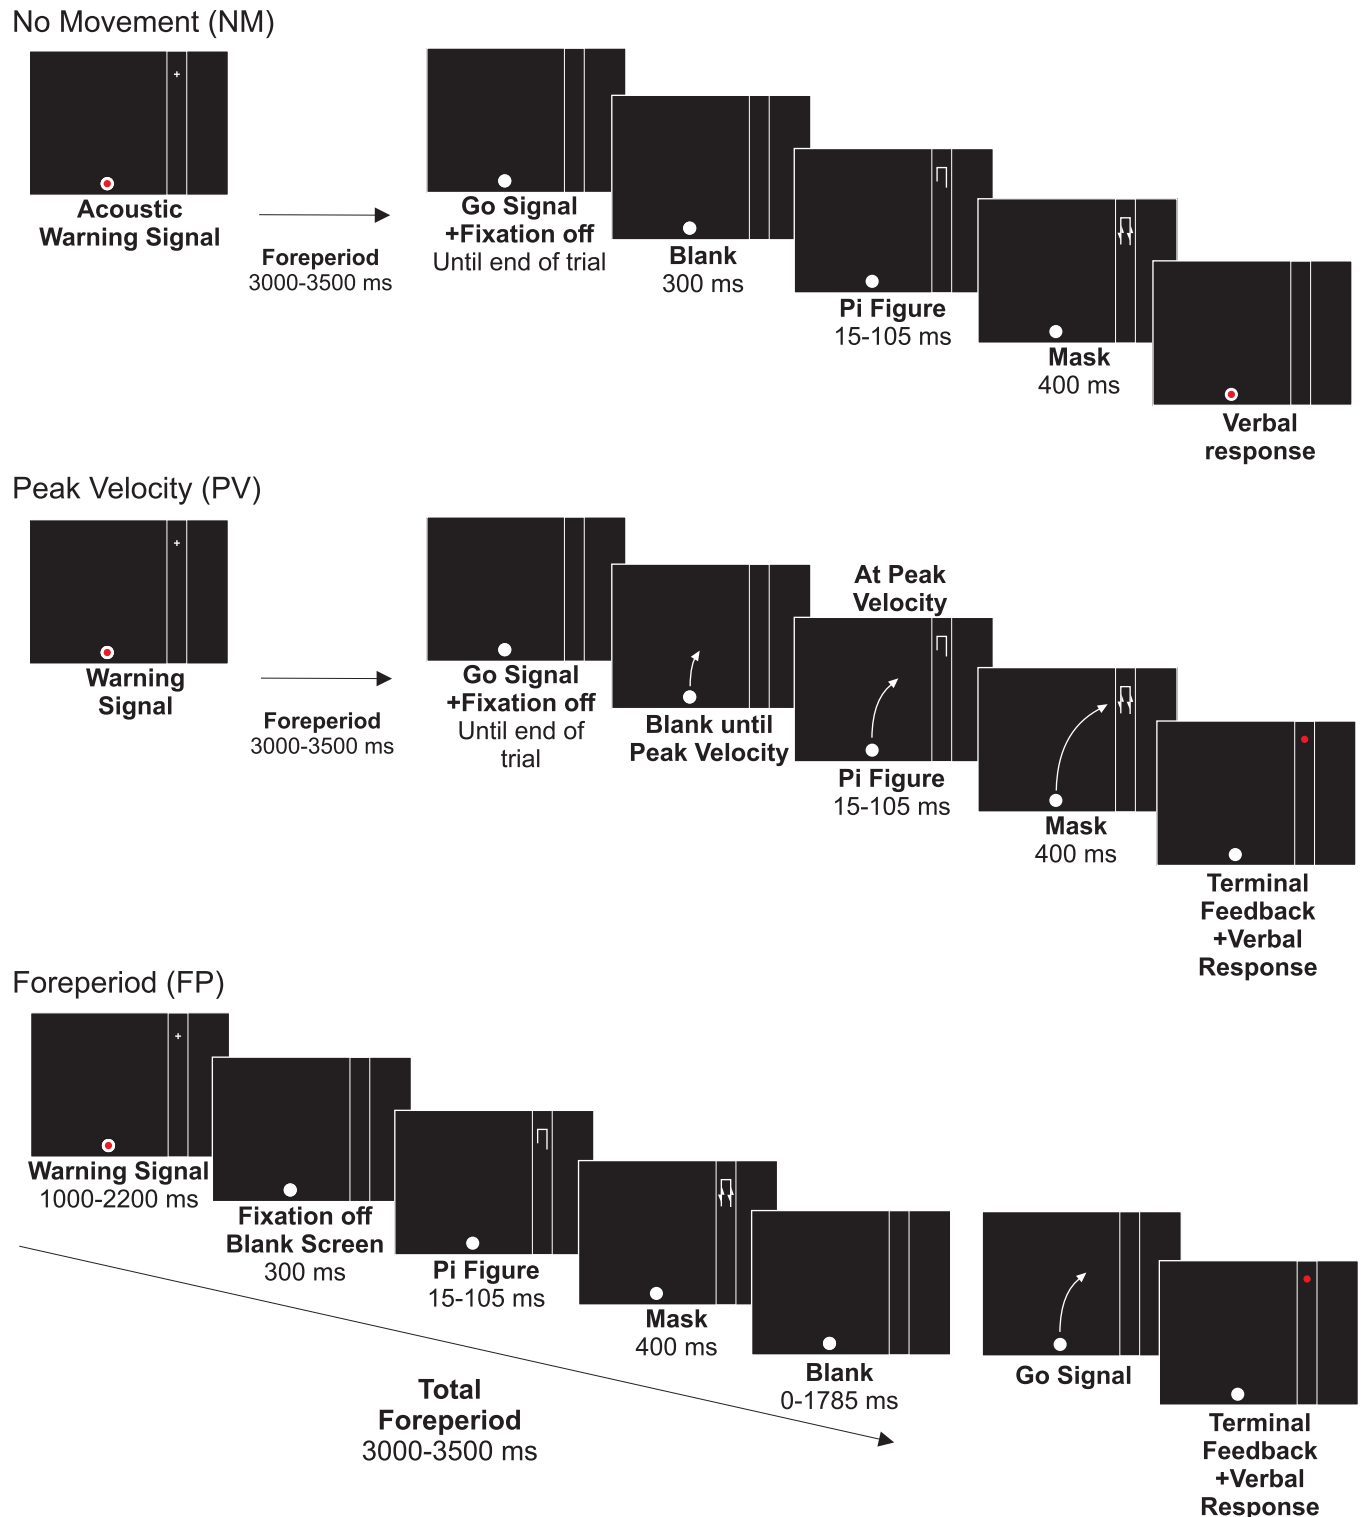 No Movement (NM)
Acoustic
Warning Signal
Foreperiod
3000-3500 ms
Go Signal
+Fixation off
Until end of trial
Blank
300 ms
Pi Figure
15-105 ms
Mask
400 ms
Verbal
response
Peak Velocity (PV)
Warning
Signal
Foreperiod
3000-3500 ms
Go Signal
+Fixation off
Until end of
trial
Blank until
Peak Velocity
At Peak
Velocity
Pi Figure
15-105 ms
Mask
400 ms
Terminal
Feedback
+Verbal
Response
Foreperiod (FP)
Warning Signal
1000-2200 ms
Fixation off
Blank Screen
300 ms
Pi Figure
15-105 ms
Mask
400 ms
Blank
0-1785 ms
Total
Foreperiod
3000-3500 ms
Go Signal
Terminal
Feedback
+Verbal
Response